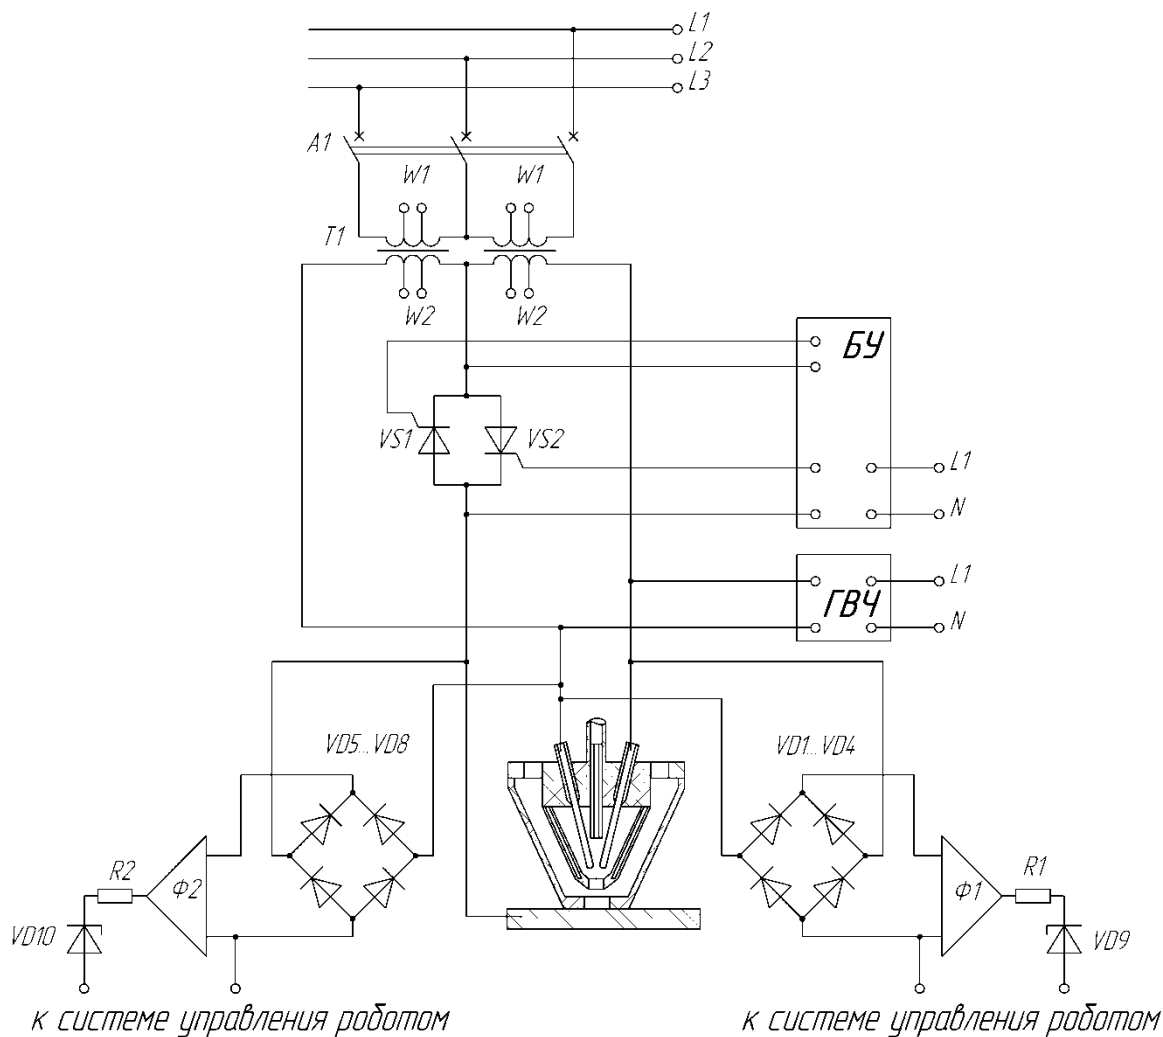 L1
L2
L3
A1
W1 W1
T1
W2 W2
БУ
VS1 VS2
L1
N
L1
ГВЧ
N
VD5...VD8 VD1...VD4
R2 Ф2 Ф1 R1
VD10 VD9
к системе управления роботом к системе управления роботом